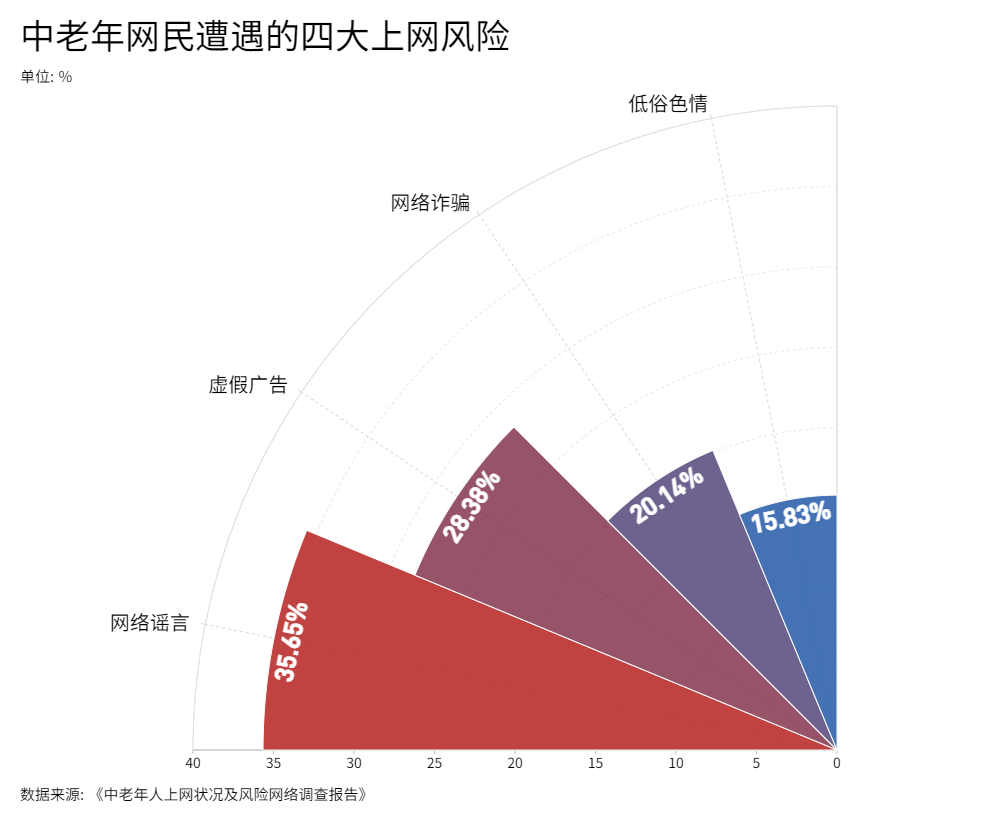 中老年网民遭遇的四大上网风险
单位: %
低俗色情
网络诈骗
虚假广告
网络谣言
35.65%
28.38%
20.14%
15.83%
40 35 30 25 20 15 10 5 0
数据来源: 《中老年人上网状况及风险网络调查报告》